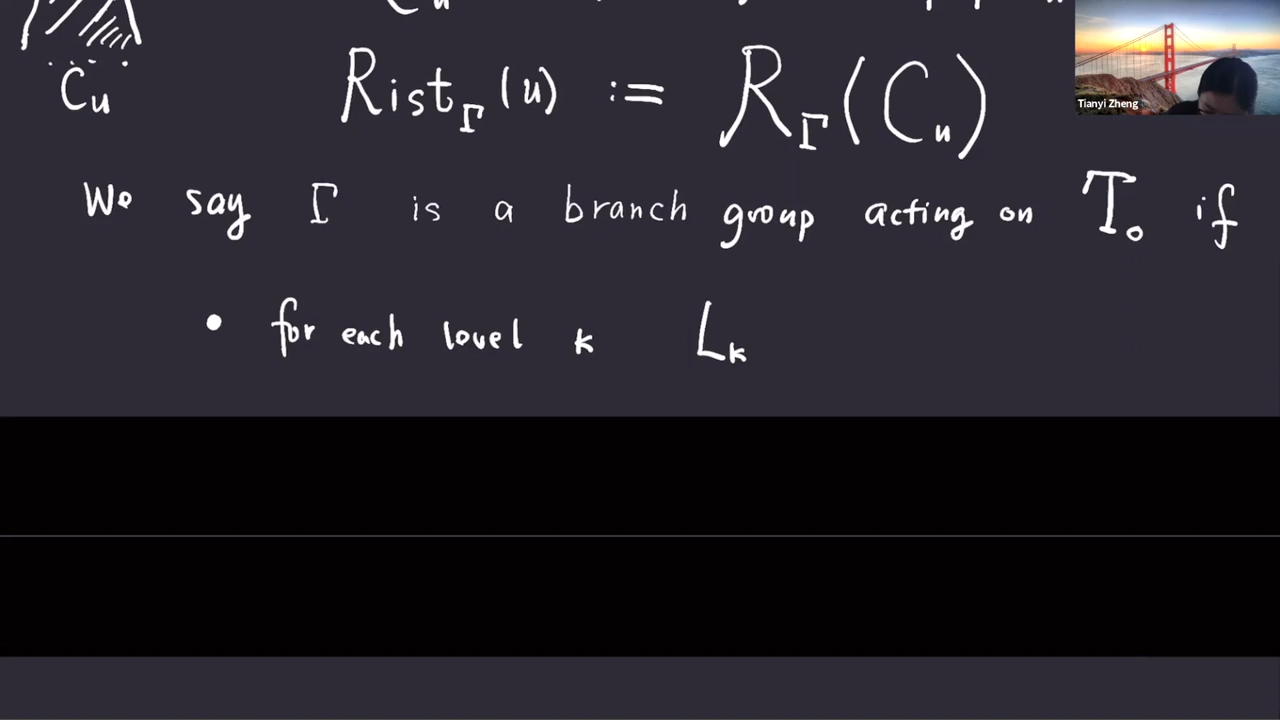 Cu
Tianyi Zheng
Cu Rist_Γ(u) := R_Γ(C_u)
We say Γ is a branch group acting on T_0 if
• for each level k L_k